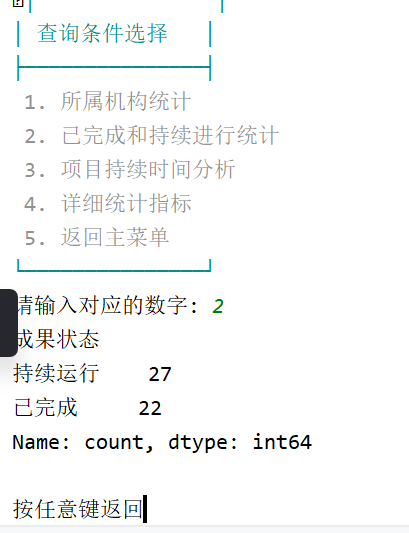 查询条件选择
1. 所属机构统计
2. 已完成和持续进行统计
3. 项目持续时间分析
4. 详细统计指标
5. 返回主菜单
请输入对应的数字: 2
成果状态
持续运行 27
已完成 22
Name: count, dtype: int64
按任意键返回